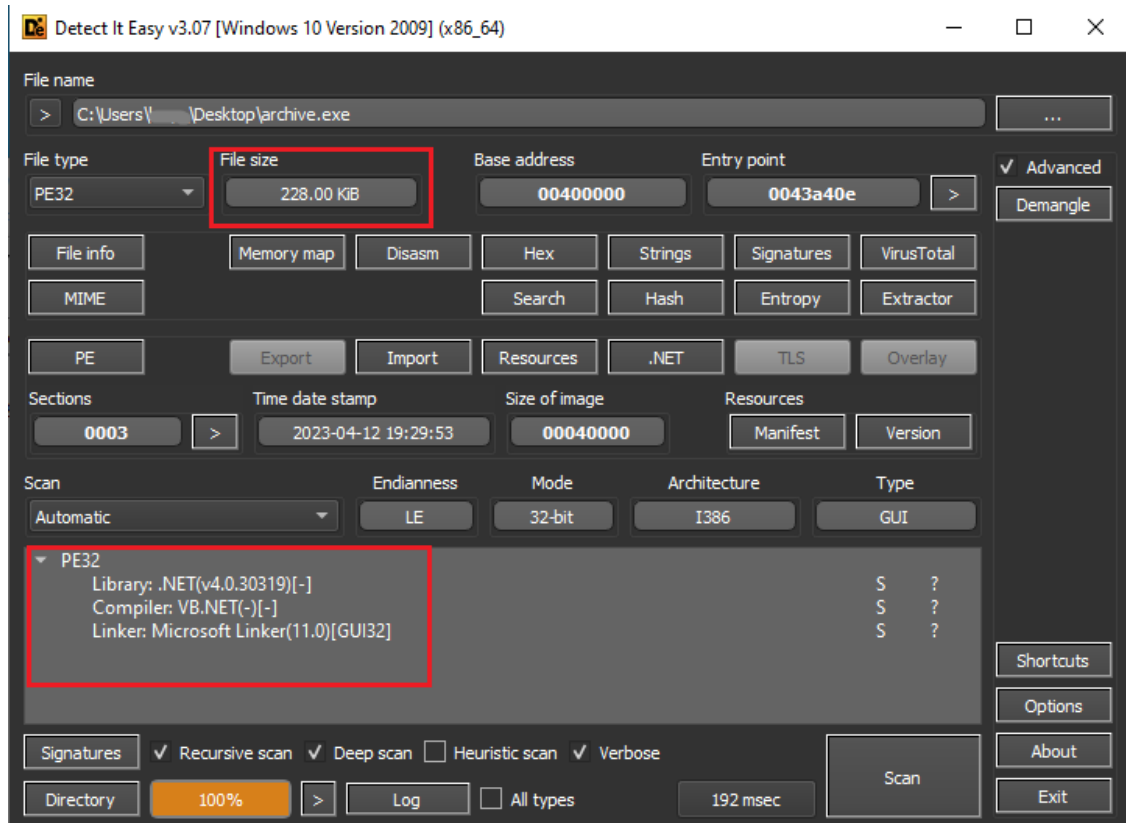 Detect It Easy v3.07 [Windows 10 Version 2009] (x86_64)
File name
> C:\Users\' \Desktop\archive.exe ...
File type File size Base address Entry point Advanced
PE32 228.00 KiB 00400000 0043a40e > Demangle
File info Memory map Disasm Hex Strings Signatures VirusTotal
MIME Search Hash Entropy Extractor
PE Export Import Resources .NET TLS Overlay
Sections Time date stamp Size of image Resources
0003 > 2023-04-12 19:29:53 00040000 Manifest Version
Scan Endianness Mode Architecture Type
Automatic LE 32-bit I386 GUI
PE32
Library: .NET(v4.0.30319)[-] S ?
Compiler: VB.NET(-)[-] S ?
Linker: Microsoft Linker(11.0)[GUI32] S ?
Shortcuts
Options
Signatures Recursive scan Deep scan Heuristic scan Verbose Scan About
Directory 100% > Log All types 192 msec Exit